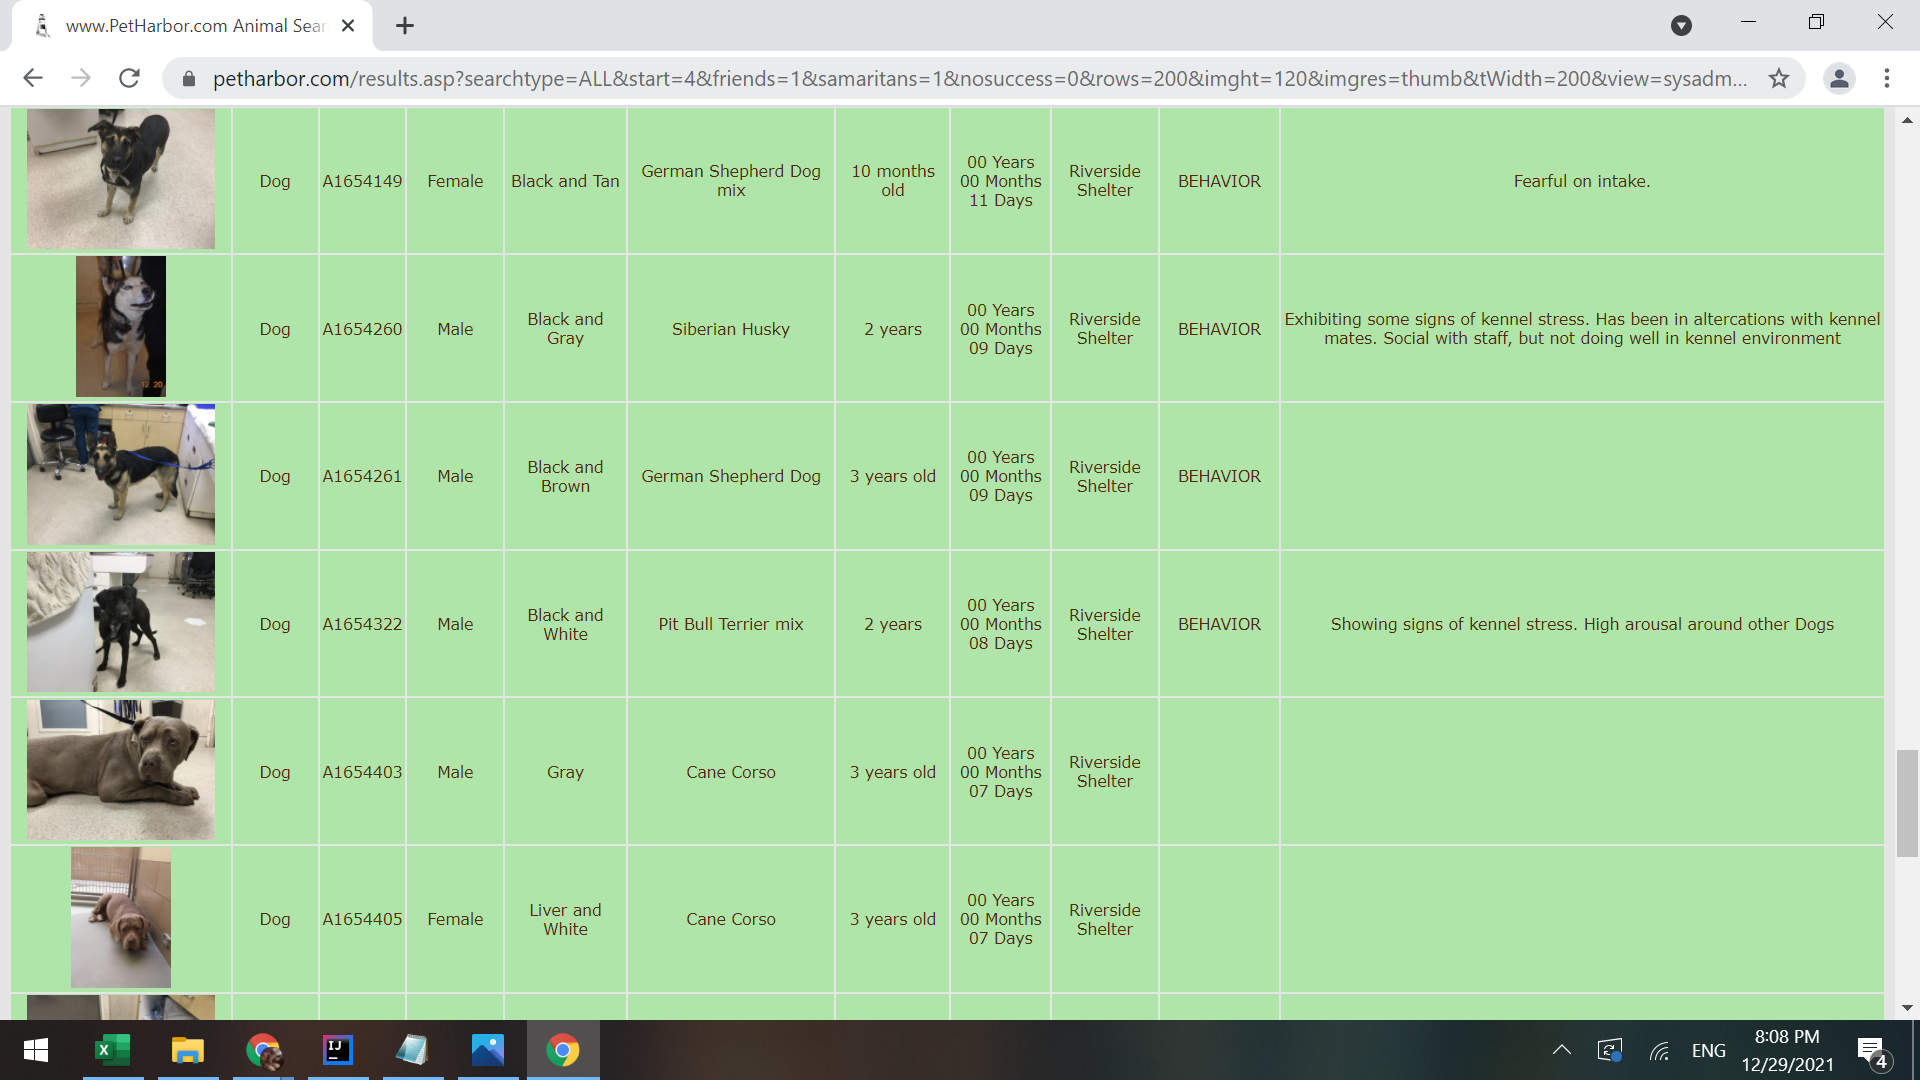 www.PetHarbor.com Animal Sear
petharbor.com/results.asp?searchtype=ALL&start=4&friends=1&samaritans=1&nosuccess=0&rows=200&imght=120&imgres=thumb&tWidth=200&view=sysadm...
Dog A1654149 Female Black and Tan German Shepherd Dog mix 10 months old 00 Years 00 Months 11 Days Riverside Shelter BEHAVIOR Fearful on intake.
Dog A1654260 Male Black and Gray Siberian Husky 2 years 00 Years 00 Months 09 Days Riverside Shelter BEHAVIOR Exhibiting some signs of kennel stress. Has been in altercations with kennel mates. Social with staff, but not doing well in kennel environment
12 20
Dog A1654261 Male Black and Brown German Shepherd Dog 3 years old 00 Years 00 Months 09 Days Riverside Shelter BEHAVIOR
Dog A1654322 Male Black and White Pit Bull Terrier mix 2 years 00 Years 00 Months 08 Days Riverside Shelter BEHAVIOR Showing signs of kennel stress. High arousal around other Dogs
Dog A1654403 Male Gray Cane Corso 3 years old 00 Years 00 Months 07 Days Riverside Shelter
Dog A1654405 Female Liver and White Cane Corso 3 years old 00 Years 00 Months 07 Days Riverside Shelter
X
IJ
ENG
8:08 PM
12/29/2021
4